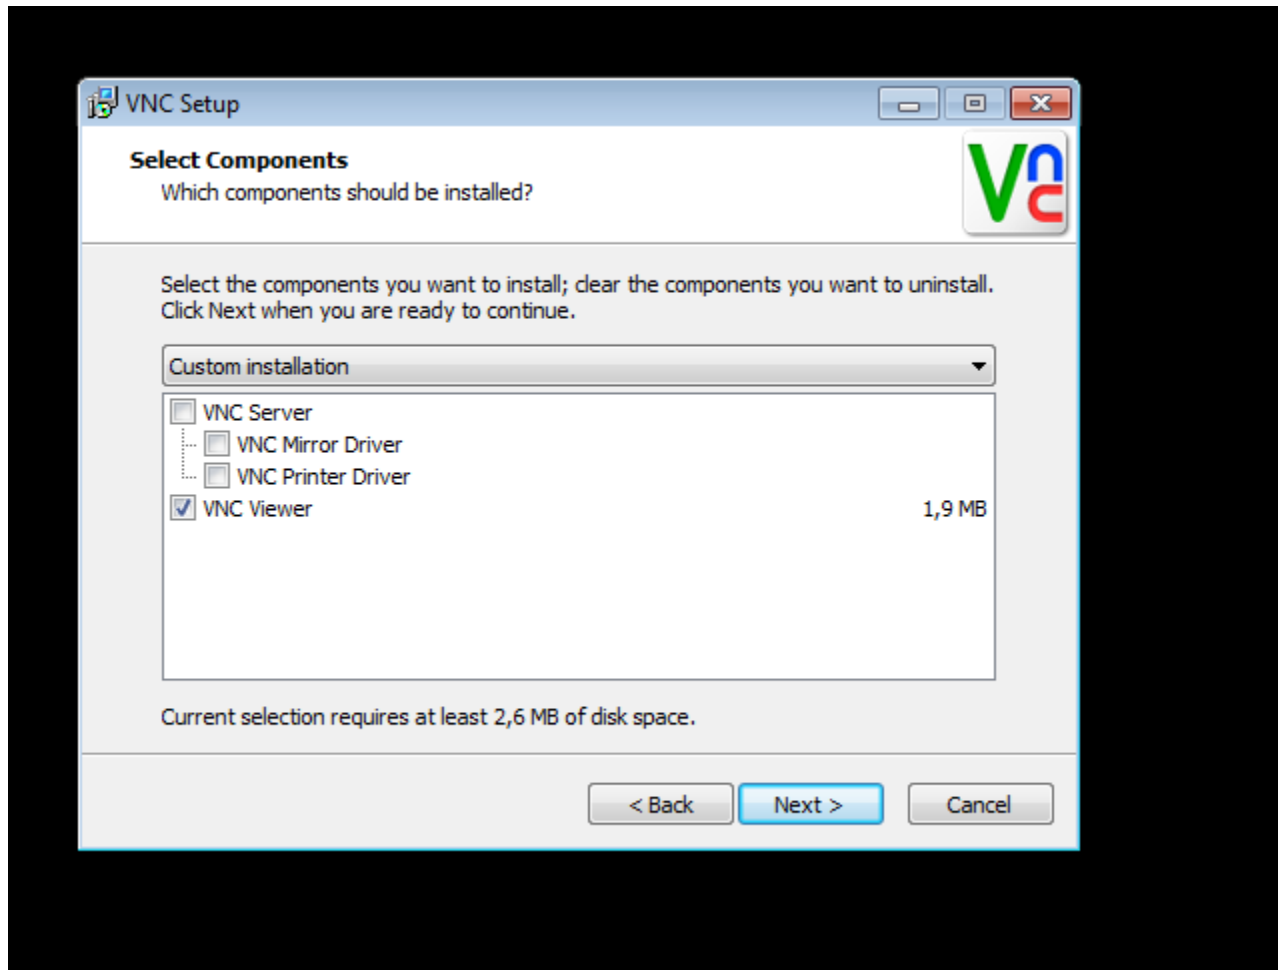 VNC Setup
Select Components
Which components should be installed?
Vnc
Select the components you want to install; clear the components you want to uninstall.
Click Next when you are ready to continue.
Custom installation
VNC Server
VNC Mirror Driver
VNC Printer Driver
VNC Viewer 1,9 MB
Current selection requires at least 2,6 MB of disk space.
< Back Next > Cancel